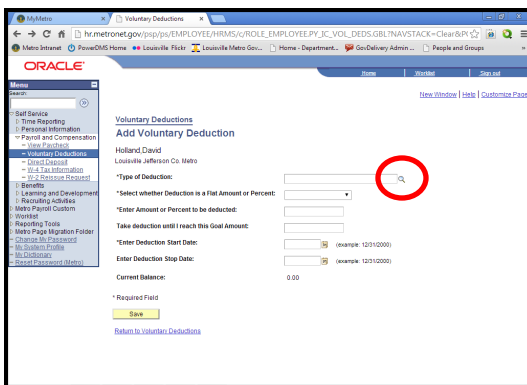 MyMetro
Voluntary Deductions
hr.metronet.gov/psp/ps/EMPLOYEE/HRMS/c/ROLE_EMPLOYEE.PY_IC_VOL_DEDS.GBL?NAVSTACK=Clear&P
Metro Intranet PowerDMS Home Louisville Flickr Louisville Metro Gov... Home - Department... GovDelivery Admin ... People and Groups »
ORACLE
Home Worklist Sign out
Menu
Search:
New Window | Help | Customize Page
Self Service
Time Reporting
Personal Information
Payroll and Compensation
- View Paycheck
- Voluntary Deductions
- Direct Deposit
- W-4 Tax Information
- W-2 Reissue Request
Benefits
Learning and Development
Recruiting Activities
Metro Payroll Custom
Worklist
Reporting Tools
Metro Page Migration Folder
- Change My Password
- My System Profile
- My Dictionary
- Reset Password (Metro)
Voluntary Deductions
Add Voluntary Deduction
Holland,David
Louisville Jefferson Co. Metro
*Type of Deduction:
*Select whether Deduction is a Flat Amount or Percent:
*Enter Amount or Percent to be deducted:
Take deduction until I reach this Goal Amount:
*Enter Deduction Start Date: (example: 12/31/2000)
Enter Deduction Stop Date: (example: 12/31/2000)
Current Balance: 0.00
* Required Field
Save
Return to Voluntary Deductions